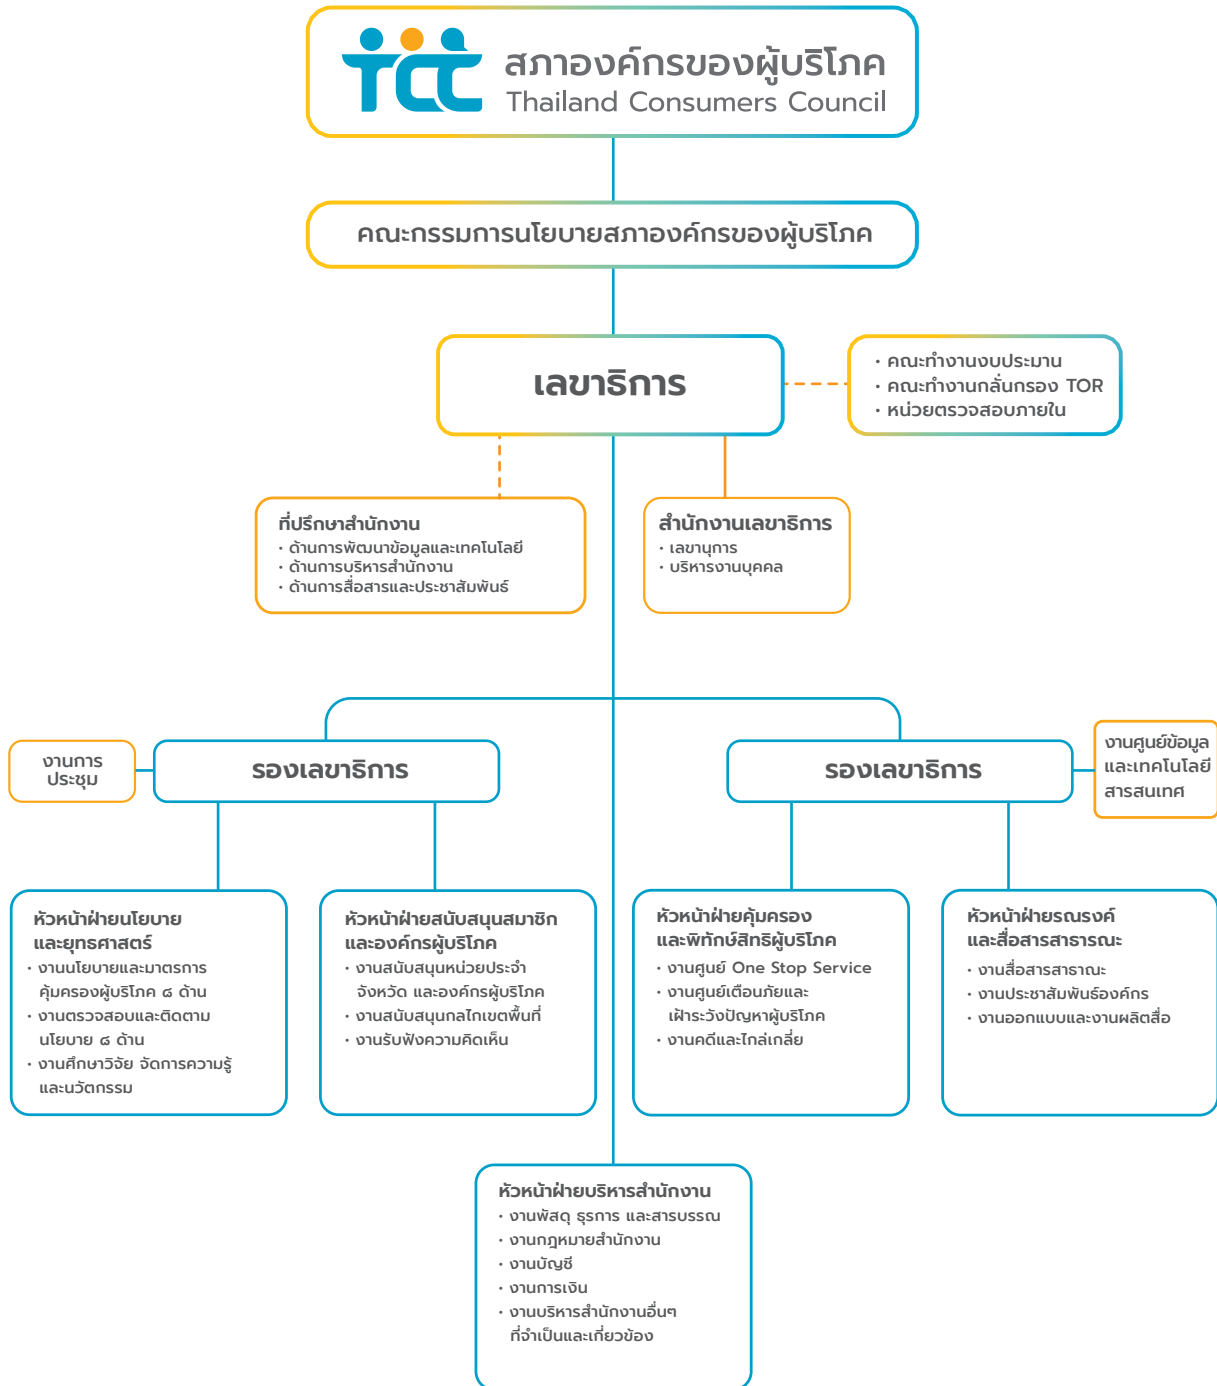 TCC
สภาองค์กรของผู้บริโภค
Thailand Consumers Council
คณะกรรมการนโยบายสภาองค์กรของผู้บริโภค
เลขาธิการ
• คณะทำงานงบประมาน
• คณะทำงานกลั่นกรอง TOR
• หน่วยตรวจสอบภายใน
ที่ปรึกษาสำนักงาน
• ด้านการพัฒนาข้อมูลและเทคโนโลยี
• ด้านการบริหารสำนักงาน
• ด้านการสื่อสารและประชาสัมพันธ์
สำนักงานเลขาธิการ
• เลขานุการ
• บริหารงานบุคคล
งานการ
ประชุม
รองเลขาธิการ
รองเลขาธิการ
งานศูนย์ข้อมูล
และเทคโนโลยี
สารสนเทศ
หัวหน้าฝ่ายนโยบาย
และยุทธศาสตร์
• งานนโยบายและมาตรการ
คุ้มครองผู้บริโภค ๘ ด้าน
• งานตรวจสอบและติดตาม
นโยบาย ๘ ด้าน
• งานศึกษาวิจัย จัดการความรู้
และนวัตกรรม
หัวหน้าฝ่ายสนับสนุนสมาชิก
และองค์กรผู้บริโภค
• งานสนับสนุนหน่วยประจำ
จังหวัด และองค์กรผู้บริโภค
• งานสนับสนุนกลไกเขตพื้นที่
• งานรับฟังความคิดเห็น
หัวหน้าฝ่ายคุ้มครอง
และพิทักษ์สิทธิผู้บริโภค
• งานศูนย์ One Stop Service
• งานศูนย์เตือนภัยและ
เฝ้าระวังปัญหาผู้บริโภค
• งานคดีและไกล่เกลี่ย
หัวหน้าฝ่ายรณรงค์
และสื่อสารสาธารณะ
• งานสื่อสารสาธาณะ
• งานประชาสัมพันธ์องค์กร
• งานออกแบบและงานผลิตสื่อ
หัวหน้าฝ่ายบริหารสำนักงาน
• งานพัสดุ ธุรการ และสารบรรณ
• งานกฎหมายสำนักงาน
• งานบัญชี
• งานการเงิน
• งานบริหารสำนักงานอื่นๆ
ที่จำเป็นและเกี่ยวข้อง